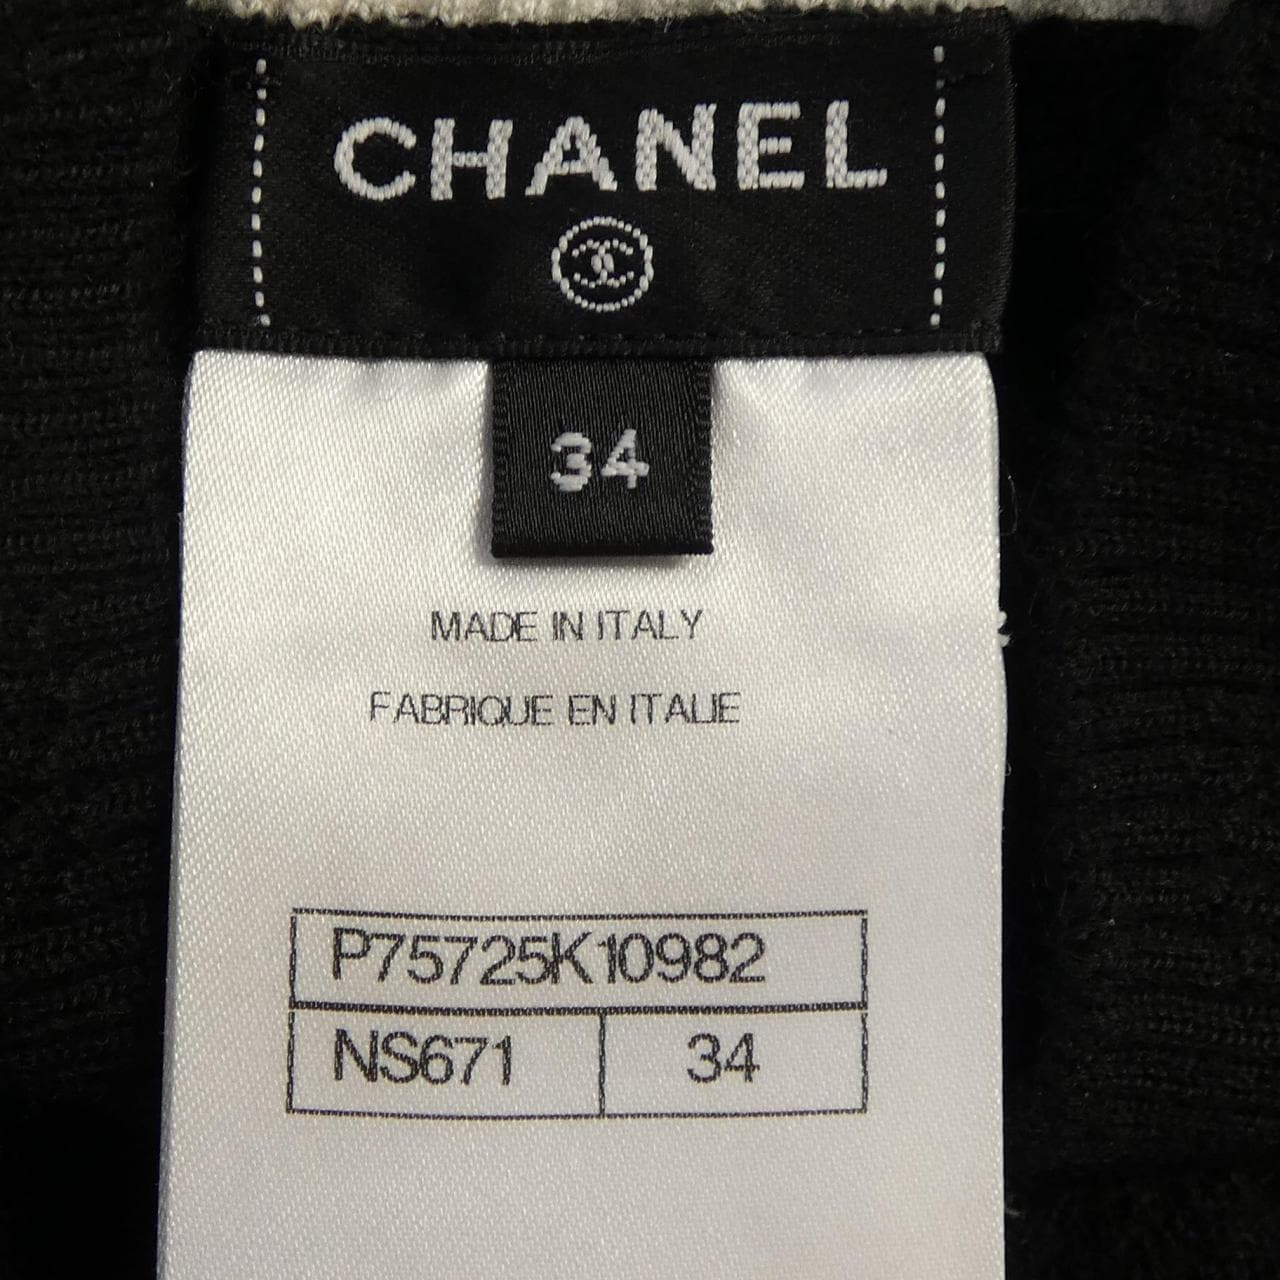 CHANEL
34
MADE IN ITALY
FABRIQUE EN ITALIE
P75725K10982
NS671 34